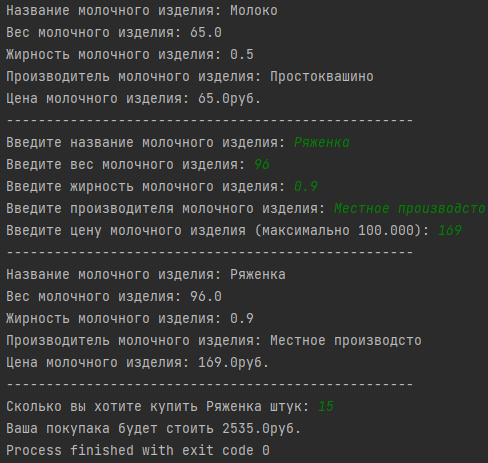 Название молочного изделия: Молоко
Вес молочного изделия: 65.0
Жирность молочного изделия: 0.5
Производитель молочного изделия: Простоквашино
Цена молочного изделия: 65.0руб.
---------------------------------------------------
Введите название молочного изделия: Ряженка
Введите вес молочного изделия: 96
Введите жирность молочного изделия: 0.9
Введите производителя молочного изделия: Местное производсто
Введите цену молочного изделия (максимально 100.000): 169
---------------------------------------------------
Название молочного изделия: Ряженка
Вес молочного изделия: 96.0
Жирность молочного изделия: 0.9
Производитель молочного изделия: Местное производсто
Цена молочного изделия: 169.0руб.
---------------------------------------------------
Сколько вы хотите купить Ряженка штук: 15
Ваша покупака будет стоить 2535.0руб.
Process finished with exit code 0